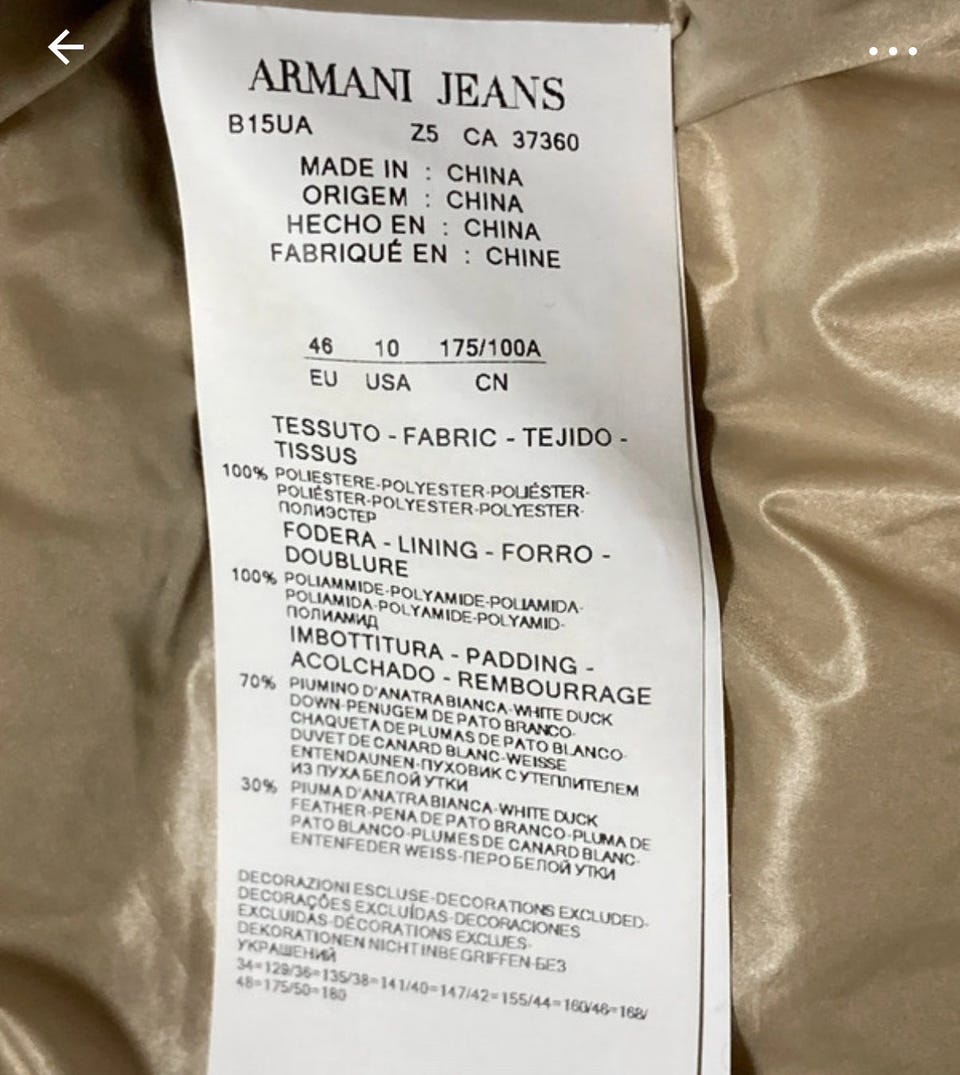 ARMANI JEANS
B15UA Z5 CA 37360
MADE IN : CHINA
ORIGEM : CHINA
HECHO EN : CHINA
FABRIQUÉ EN : CHINE
46 10 175/100A
EU USA CN
TESSUTO - FABRIC - TEJIDO -
TISSUS
100% POLIESTERE-POLYESTER-POLIÉSTER-
POLIÉSTER-POLYESTER-POLYESTER-
ПОЛИЭСТЕР
FODERA - LINING - FORRO -
DOUBLURE
100% POLIAMMIDE-POLYAMIDE-POLIAMIDA-
POLIAMIDA-POLYAMIDE-POLYAMID-
ПОЛИАМИД
IMBOTTITURA - PADDING -
ACOLCHADO - REMBOURRAGE
70% PIUMINO D'ANATRA BIANCA-WHITE DUCK
DOWN-PENUGEM DE PATO BRANCO-
CHAQUETA DE PLUMAS DE PATO BLANCO-
DUVET DE CANARD BLANC-WEISSE
ENTENDAUNEN-ПУХОВИК С УТЕПЛИТЕЛЕМ
ИЗ ПУХА БЕЛОЙ УТКИ
30% PIUMA D'ANATRA BIANCA-WHITE DUCK
FEATHER-PENA DE PATO BRANCO-PLUMA DE
PATO BLANCO-PLUMES DE CANARD BLANC-
ENTENFEDER WEISS-ПЕРО БЕЛОЙ УТКИ
DECORAZIONI ESCLUSE-DECORATIONS EXCLUDED-
DECORAÇÕES EXCLUÍDAS-DECORACIONES
EXCLUIDAS-DÉCORATIONS EXCLUES-
DEKORATIONEN NICHT INBEGRIFFEN-БЕЗ
УКРАШЕНИЙ
34=129/36=135/38=141/40=147/42=155/44=160/46=168/
48=175/50=180